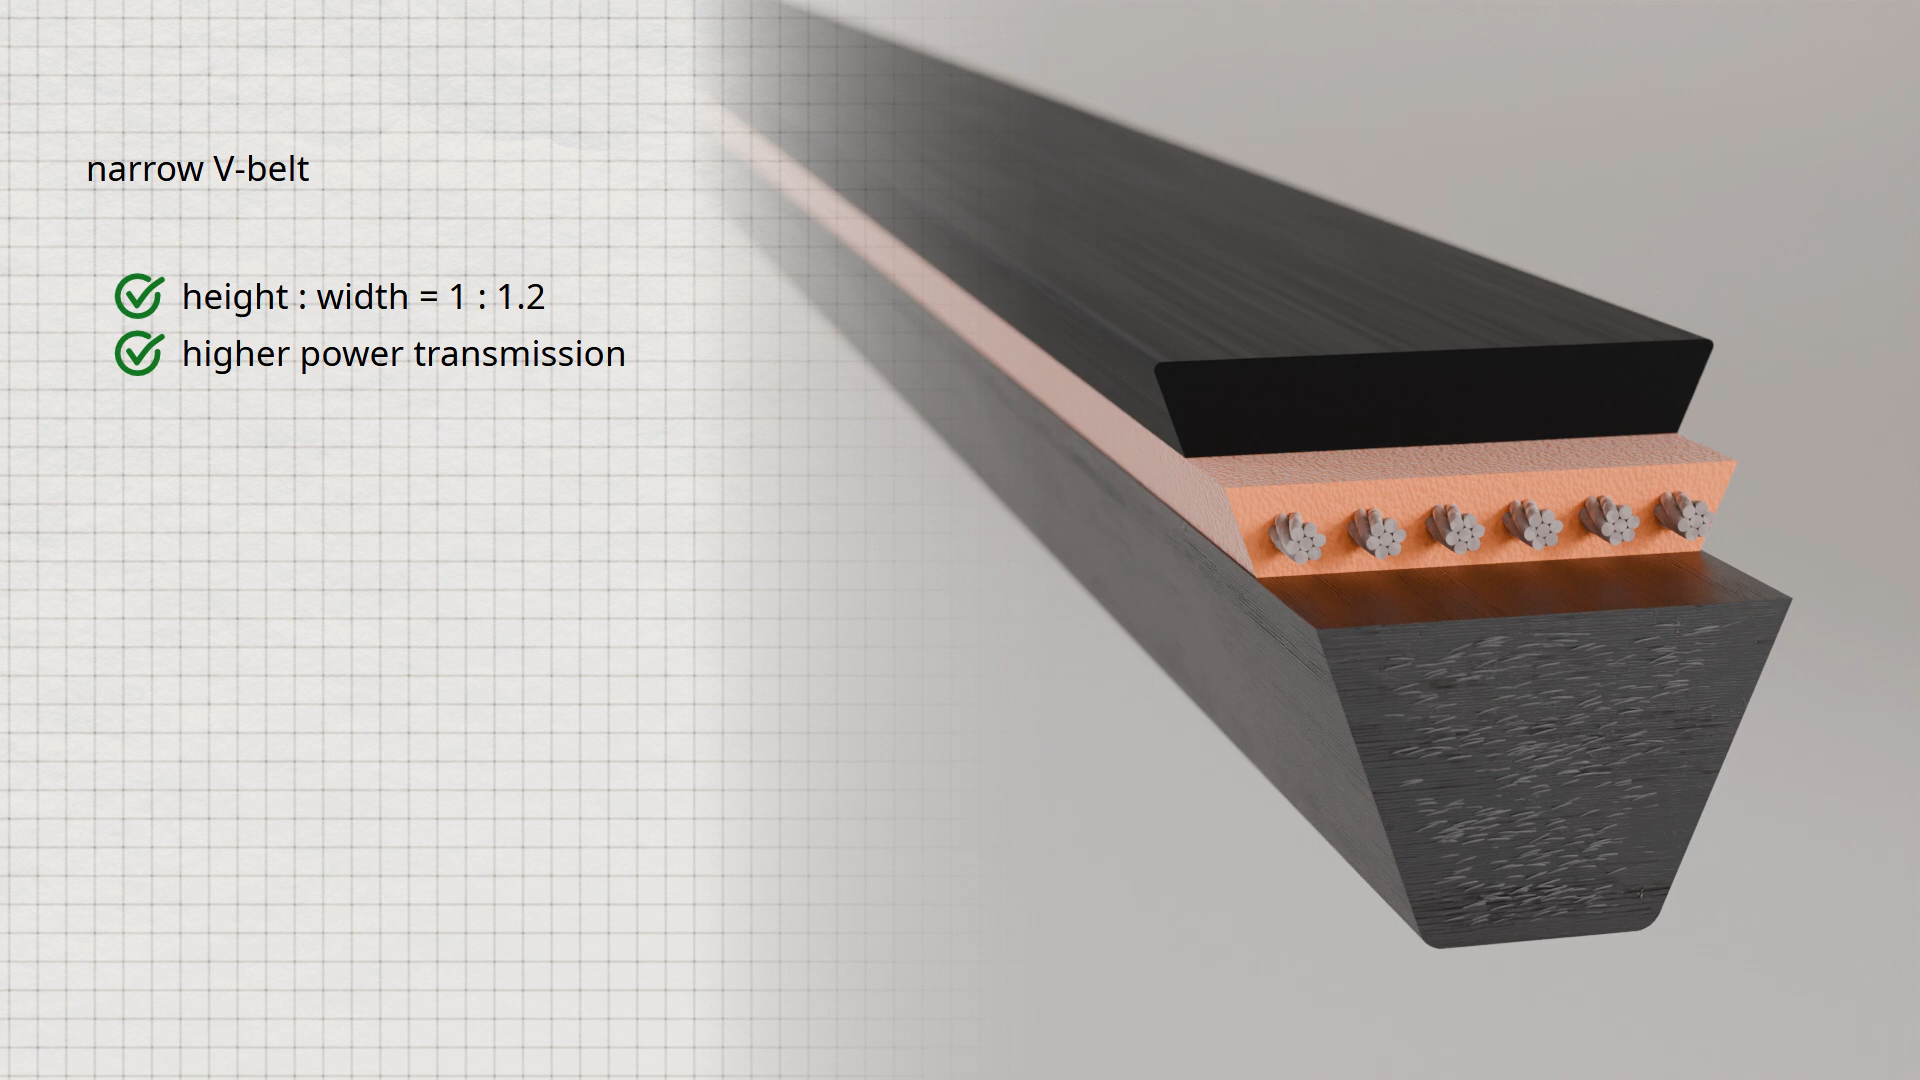 narrow V-belt
height : width = 1 : 1.2
higher power transmission